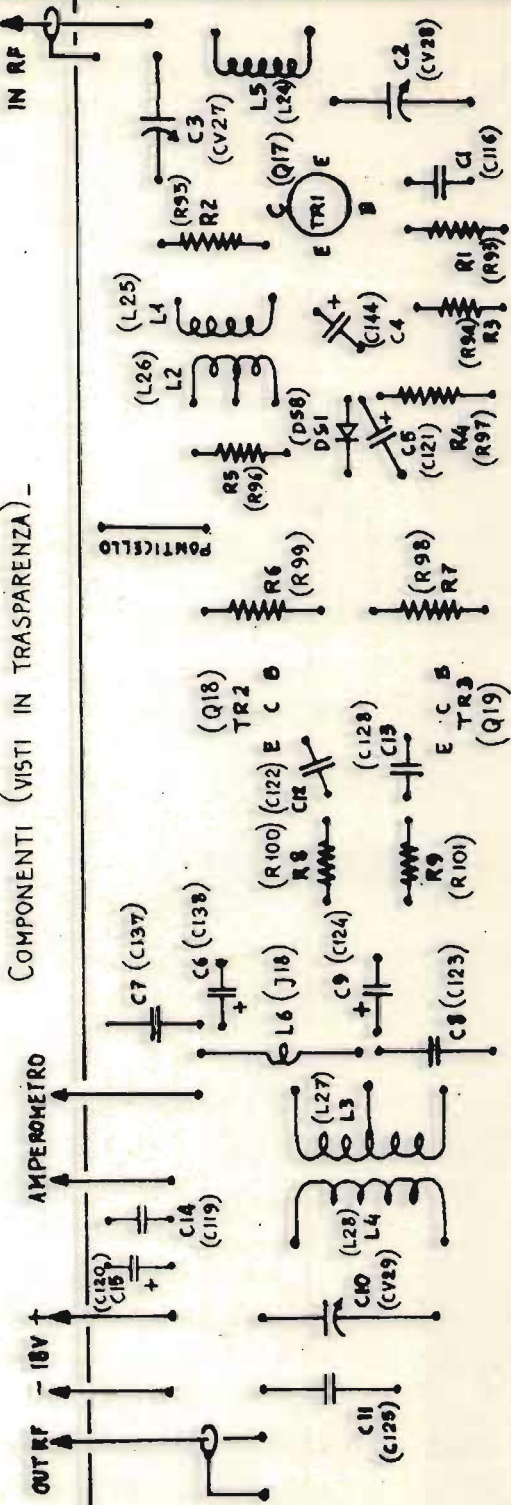 COMPONENTI (VISTI IN TRASPARENZA)_
OUT RF
- 18V +
AMPEROMETRO
IN RF
(C120)
C15
+
C14
(C119)
C7 (C137)
C6 (C138)
+
PONTICELLO
(L25)
L1
(L26)
L2
(R95)
R2
C3
(CV27)
L5
(L24)
(Q17)
C
E
TR1
E
B
C2
(CV28)
C1
(C116)
R1
(R93)
(R94)
R3
+
(C144)
C4
(DS8)
DS1
+
C5
(C121)
R4
(R97)
R5
(R96)
R6
(R99)
(R98)
R7
(Q18)
TR2
E C B
(C122)
C12
(C128)
C13
E C B
TR3
(Q19)
(R100)
R8
R9
(R101)
L6 (J18)
C9 (C124)
+
C8 (C123)
(L27)
L3
(L28)
L4
C10
(CV29)
C11
(C125)